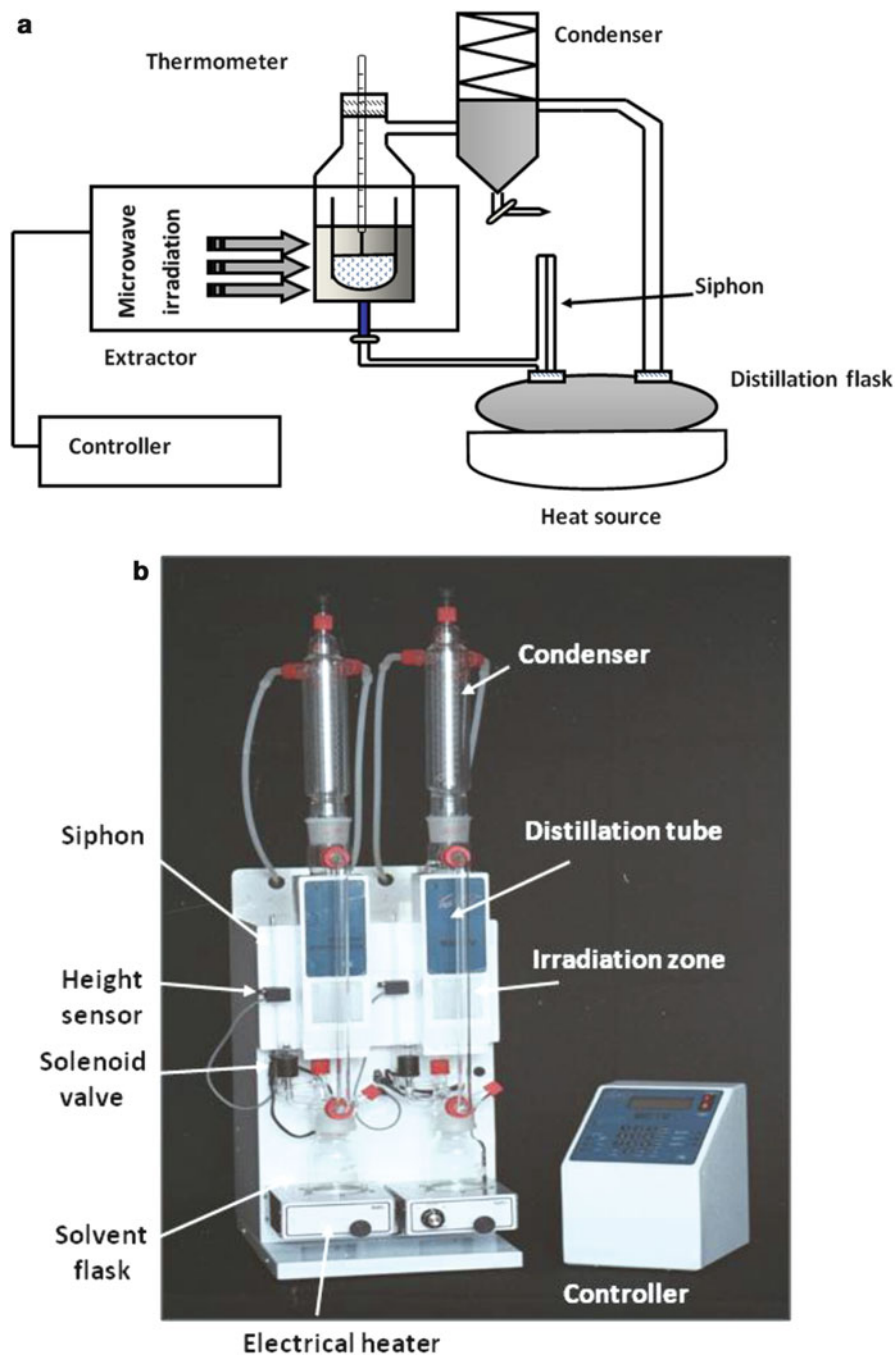 a
Thermometer
Condenser
Microwave
irradiation
Siphon
Extractor
Distillation flask
Controller
Heat source
b
Condenser
Siphon
Distillation tube
Height
sensor
Irradiation zone
Solenoid
valve
Solvent
flask
Controller
Electrical heater